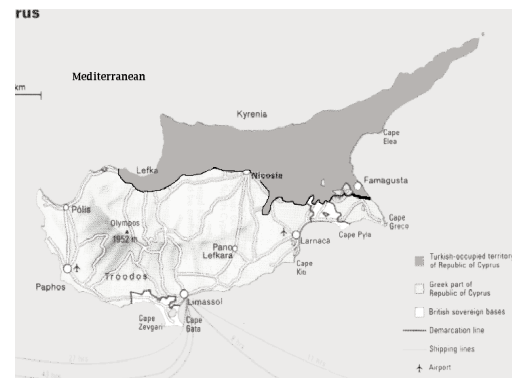 rus
Mediterranean
km
Kyrenia
Cape
Elea
Lefka
Nicosia
Famagusta
Pólis
Olympos
1952 m
Cape
Greco
Pano
Lefkara
Larnaca
Cape Pyla
Cape
Kiti
Paphos
Troodos
Limassol
Cape
Zevgari
Cape
Gata
Turkish-occupied territory
of Republic of Cyprus
Greek part of
Republic of Cyprus
British sovereign bases
Demarcation line
Shipping lines
Airport